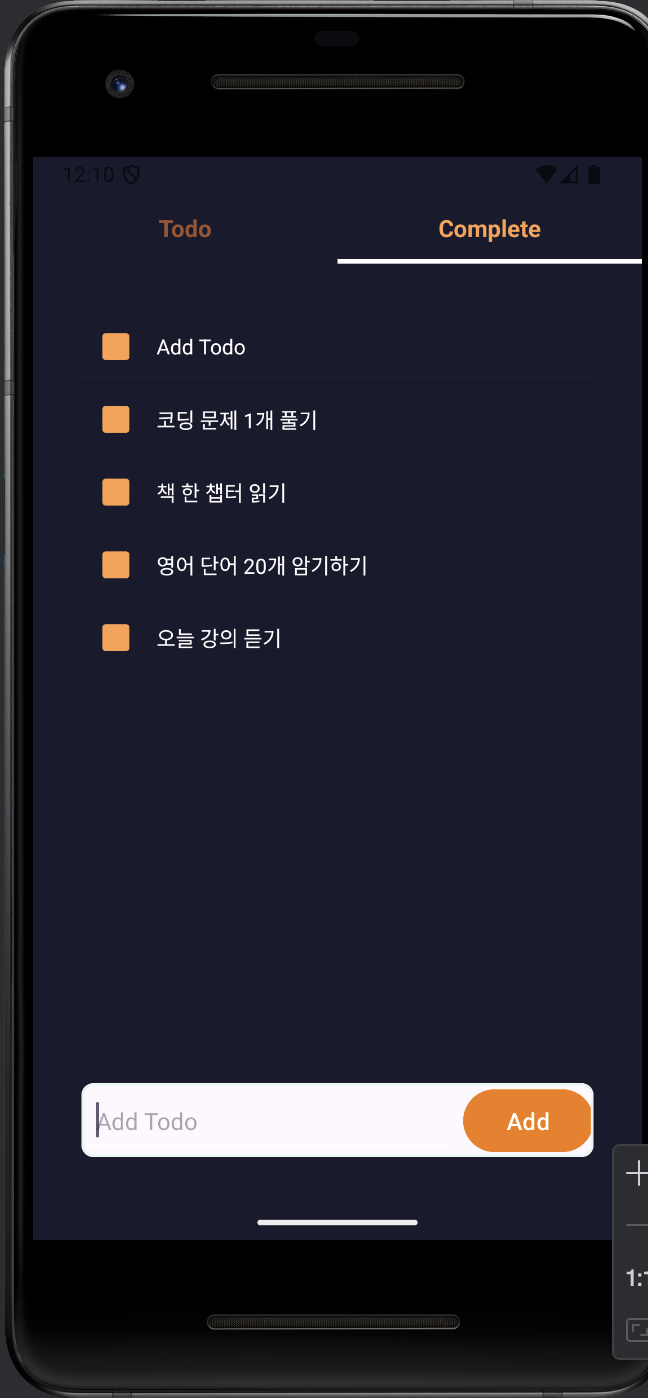 12:10
Todo
Complete
Add Todo
코딩 문제 1개 풀기
책 한 챕터 읽기
영어 단어 20개 암기하기
오늘 강의 듣기
Add Todo
Add